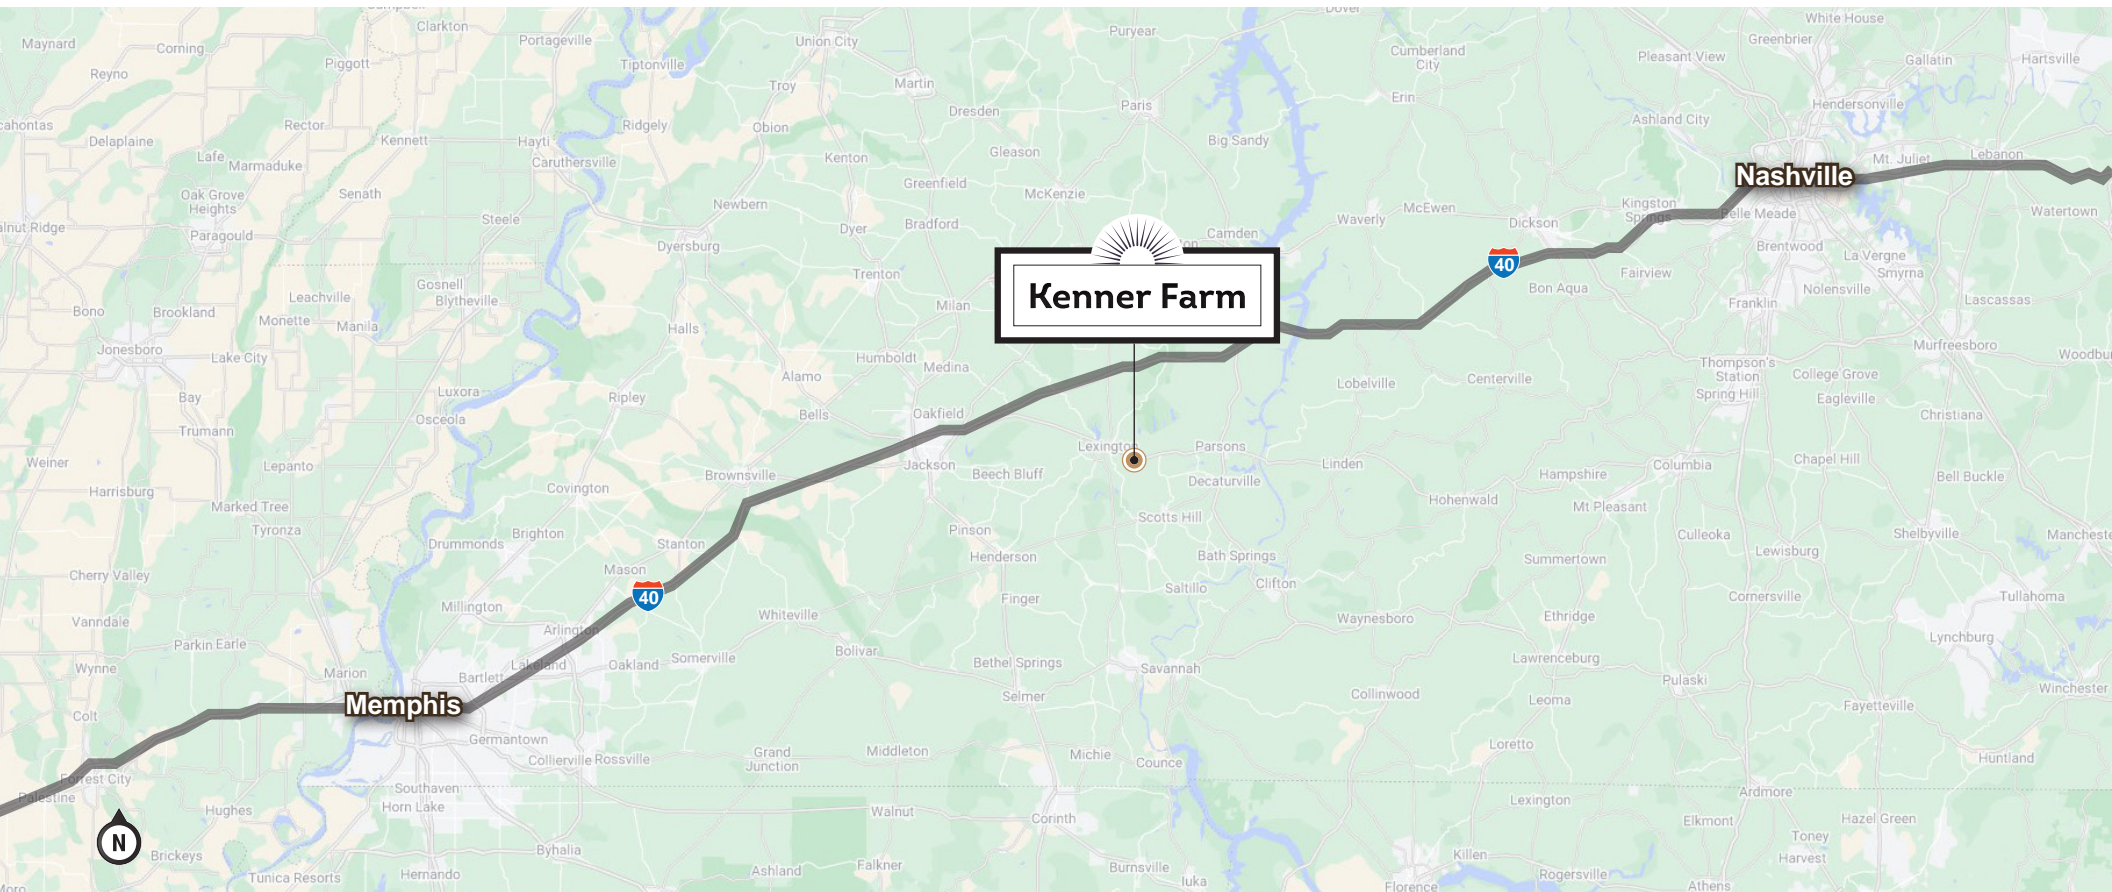 Campbell
Clarkton
Dover
White House
Maynard
Corning
Portageville
Union City
Puryear
Cumberland
City
Greenbrier
Pleasant View
Gallatin
Hartsville
Reyno
Piggott
Tiptonville
Troy
Martin
Paris
Erin
Hendersonville
cahontas
Delaplaine
Rector
Kennett
Hayti
Ridgely
Obion
Dresden
Big Sandy
Ashland City
Lafe
Marmaduke
Caruthersville
Kenton
Gleason
Mt. Juliet
Lebanon
Nashville
Oak Grove
Heights
Senath
Greenfield
McKenzie
Newbern
Steele
Bradford
Dyer
Waverly
McEwen
Dickson
Kingston
Springs
Belle Meade
Watertown
alnut Ridge
Paragould
Dyersburg
Camden
Brentwood
La Vergne
Smyrna
Trenton
Gosnell
Blytheville
40
Fairview
Bon Aqua
Nolensville
Franklin
Lascassas
Kenner Farm
Leachville
Bono
Brookland
Monette
Manila
Halls
Milan
Jonesboro
Lake City
Humboldt
Medina
Murfreesboro
Woodbu
Thompson's
Station
College Grove
Alamo
Lobelville
Centerville
Luxora
Bay
Ripley
Spring Hill
Eagleville
Osceola
Bells
Oakfield
Christiana
Trumann
Lexington
Parsons
Weiner
Lepanto
Brownsville
Jackson
Beech Bluff
Linden
Columbia
Chapel Hill
Hampshire
Bell Buckle
Harrisburg
Covington
Decaturville
Hohenwald
Mt Pleasant
Marked Tree
Tyronza
Brighton
Drummonds
Stanton
Pinson
Scotts Hill
Culleoka
Shelbyville
Mancheste
Henderson
Bath Springs
Lewisburg
Summertown
Cherry Valley
Mason
40
Saltillo
Clifton
Cornersville
Tullahoma
Millington
Finger
Whiteville
Waynesboro
Ethridge
Vanndale
Arlington
Lynchburg
Parkin
Earle
Wynne
Marion
Lakeland
Bartlett
Oakland
Somerville
Bolivar
Bethel Springs
Savannah
Lawrenceburg
Pulaski
Winchester
Memphis
Selmer
Collinwood
Leoma
Fayetteville
Colt
Germantown
Collierville
Rossville
Grand
Junction
Middleton
Michie
Counce
Loretto
Huntland
Forrest City
Palestine
Southaven
Horn Lake
Hughes
Walnut
Corinth
Lexington
Ardmore
Elkmont
Hazel Green
Toney
Harvest
N
Brickeys
Byhalia
Killen
Tunica Resorts
Hernando
Ashland
Falkner
Burnsville
Iuka
Florence
Rogersville
Athens
Moro